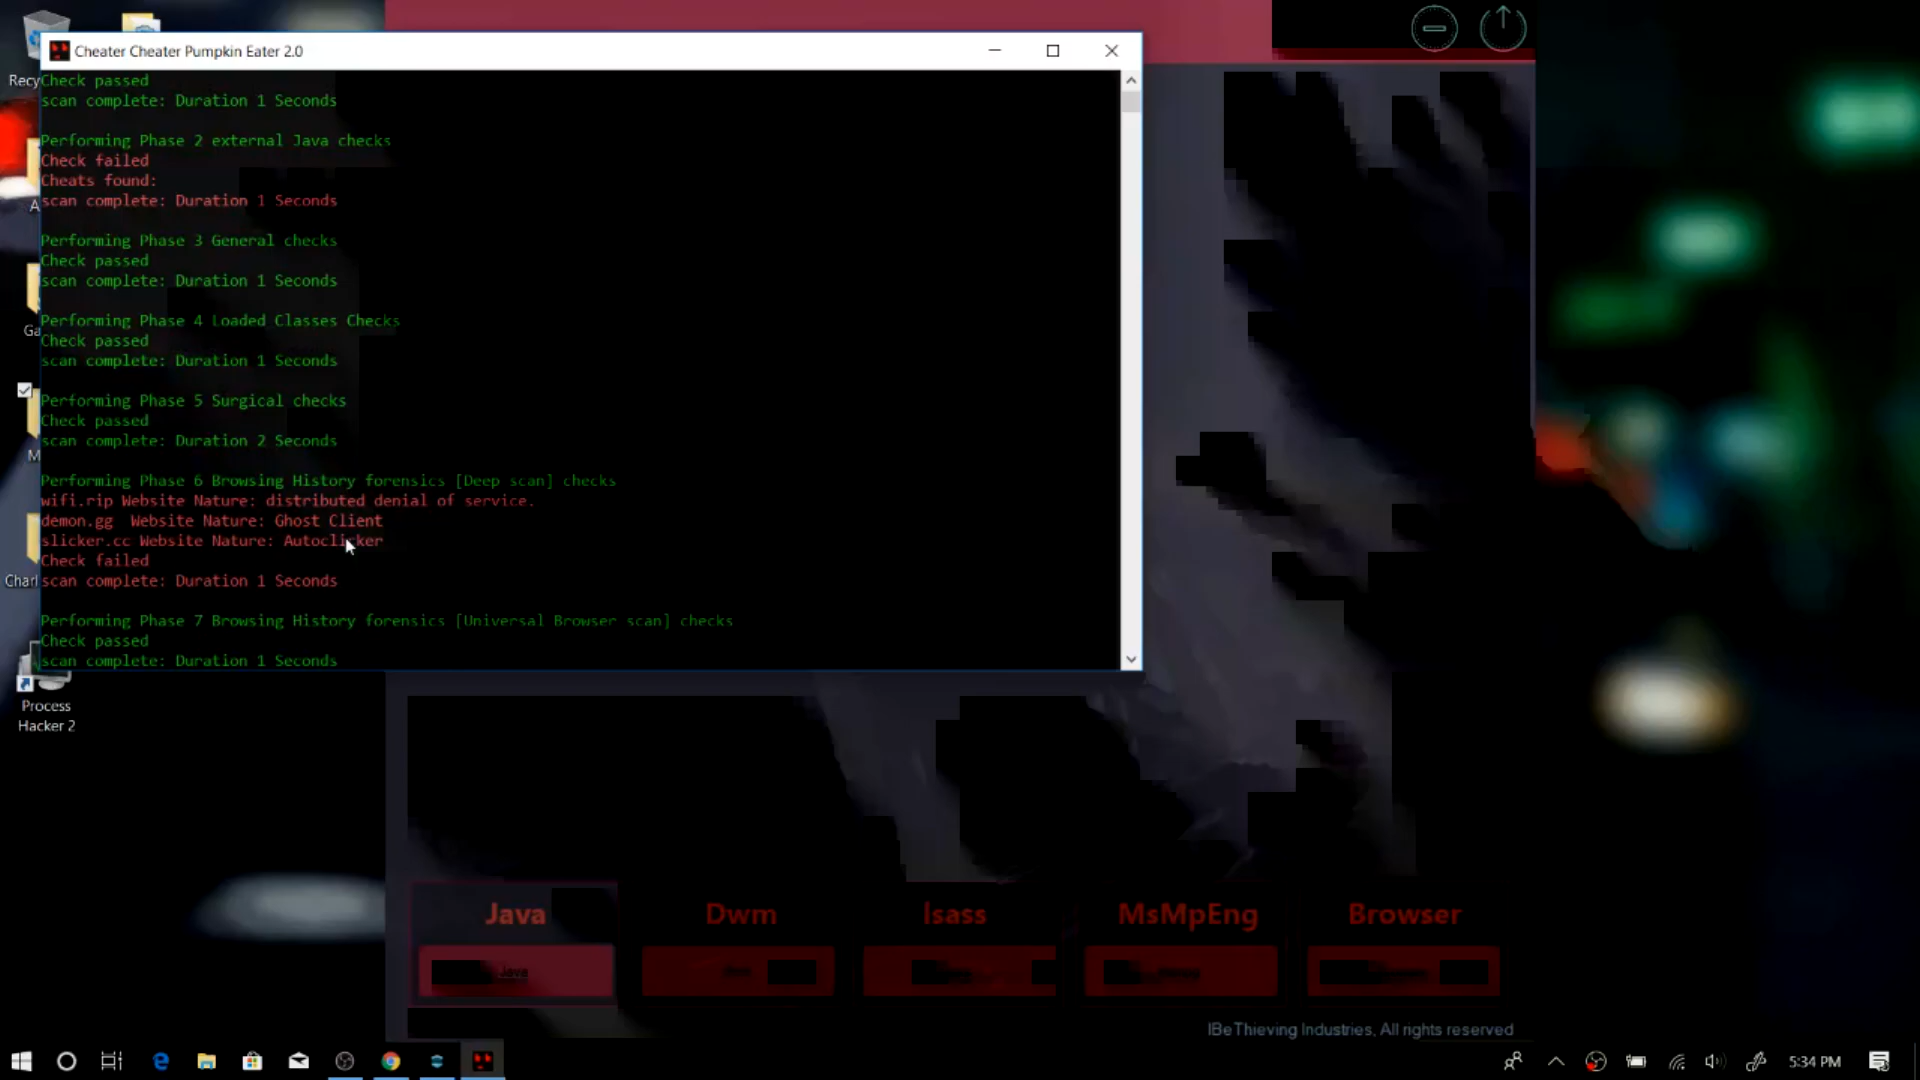 Cheater Cheater Pumpkin Eater 2.0
Recy
Check passed
scan complete: Duration 1 Seconds
Performing Phase 2 external Java checks
Check failed
Cheats found:
scan complete: Duration 1 Seconds
A
Performing Phase 3 General checks
Check passed
scan complete: Duration 1 Seconds
Performing Phase 4 Loaded Classes Checks
Ga
Check passed
scan complete: Duration 1 Seconds
Performing Phase 5 Surgical checks
Check passed
scan complete: Duration 2 Seconds
M
Performing Phase 6 Browsing History forensics [Deep scan] checks
wifi.rip Website Nature: distributed denial of service.
demon.gg  Website Nature: Ghost Client
slicker.cc Website Nature: Autoclicker
Check failed
Charl
scan complete: Duration 1 Seconds
Performing Phase 7 Browsing History forensics [Universal Browser scan] checks
Check passed
scan complete: Duration 1 Seconds
Process
Hacker 2
Java Dwm lsass MsMpEng Browser
Java
IBeThieving Industries, All rights reserved
5:34 PM